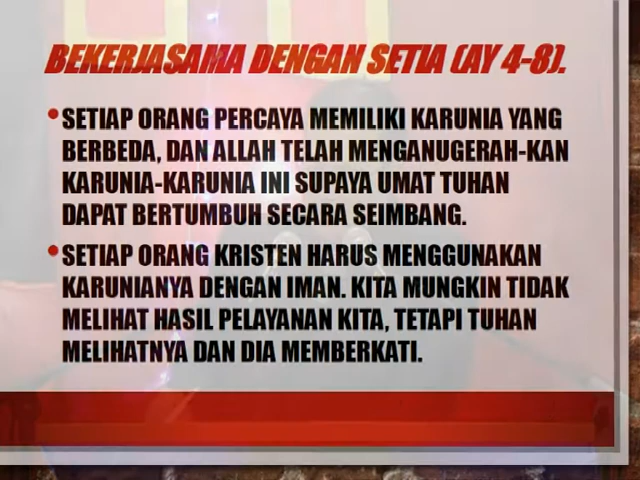 BEKERJASAMA DENGAN SETIA (AY 4-8).
•SETIAP ORANG PERCAYA MEMILIKI KARUNIA YANG
BERBEDA, DAN ALLAH TELAH MENGANUGERAH-KAN
KARUNIA-KARUNIA INI SUPAYA UMAT TUHAN
DAPAT BERTUMBUH SECARA SEIMBANG.
•SETIAP ORANG KRISTEN HARUS MENGGUNAKAN
KARUNIANYA DENGAN IMAN. KITA MUNGKIN TIDAK
MELIHAT HASIL PELAYANAN KITA, TETAPI TUHAN
MELIHATNYA DAN DIA MEMBERKATI.